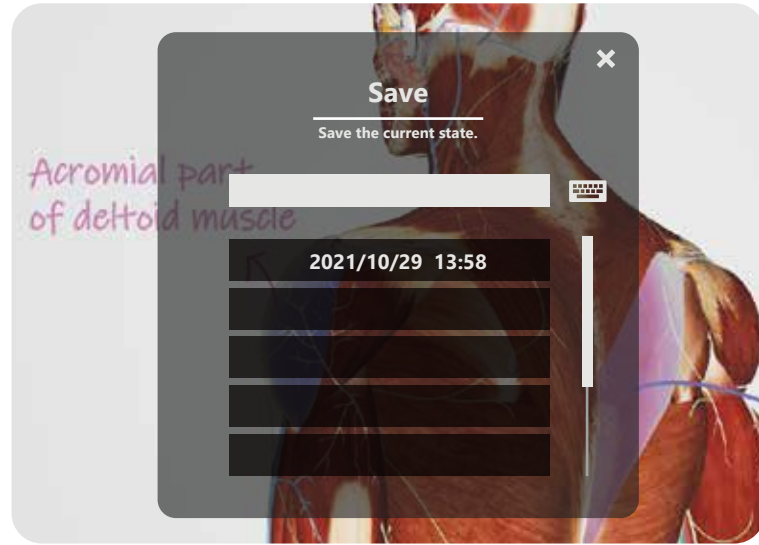 Save
Save the current state.
Acromial part
of deltoid muscle
2021/10/29 13:58